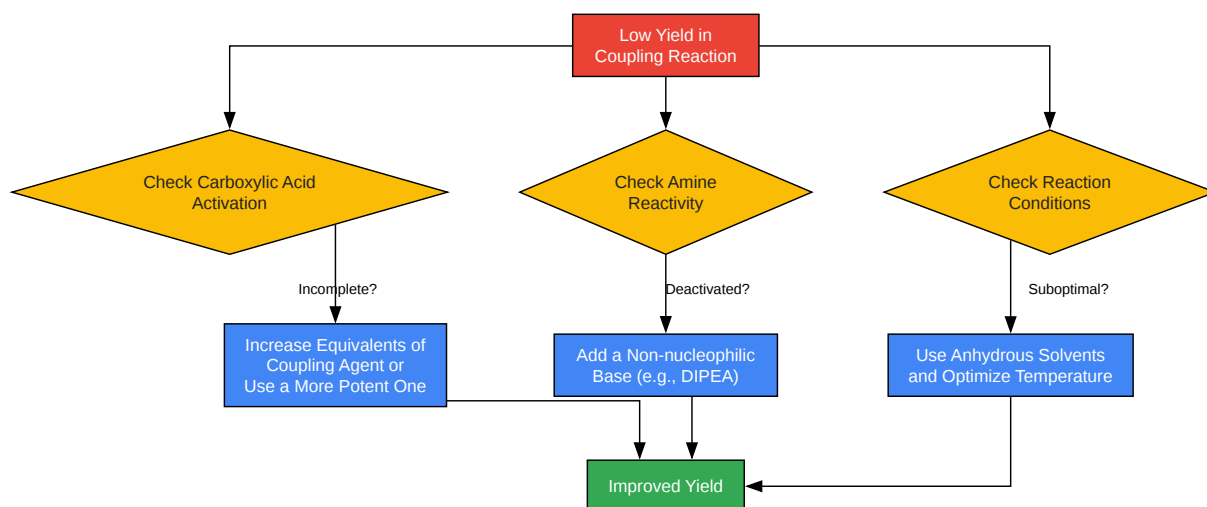 Low Yield in
Coupling Reaction
Check Carboxylic Acid
Activation
Check Amine
Reactivity
Check Reaction
Conditions
Incomplete?
Deactivated?
Suboptimal?
Increase Equivalents of
Coupling Agent or
Use a More Potent One
Add a Non-nucleophilic
Base (e.g., DIPEA)
Use Anhydrous Solvents
and Optimize Temperature
Improved Yield